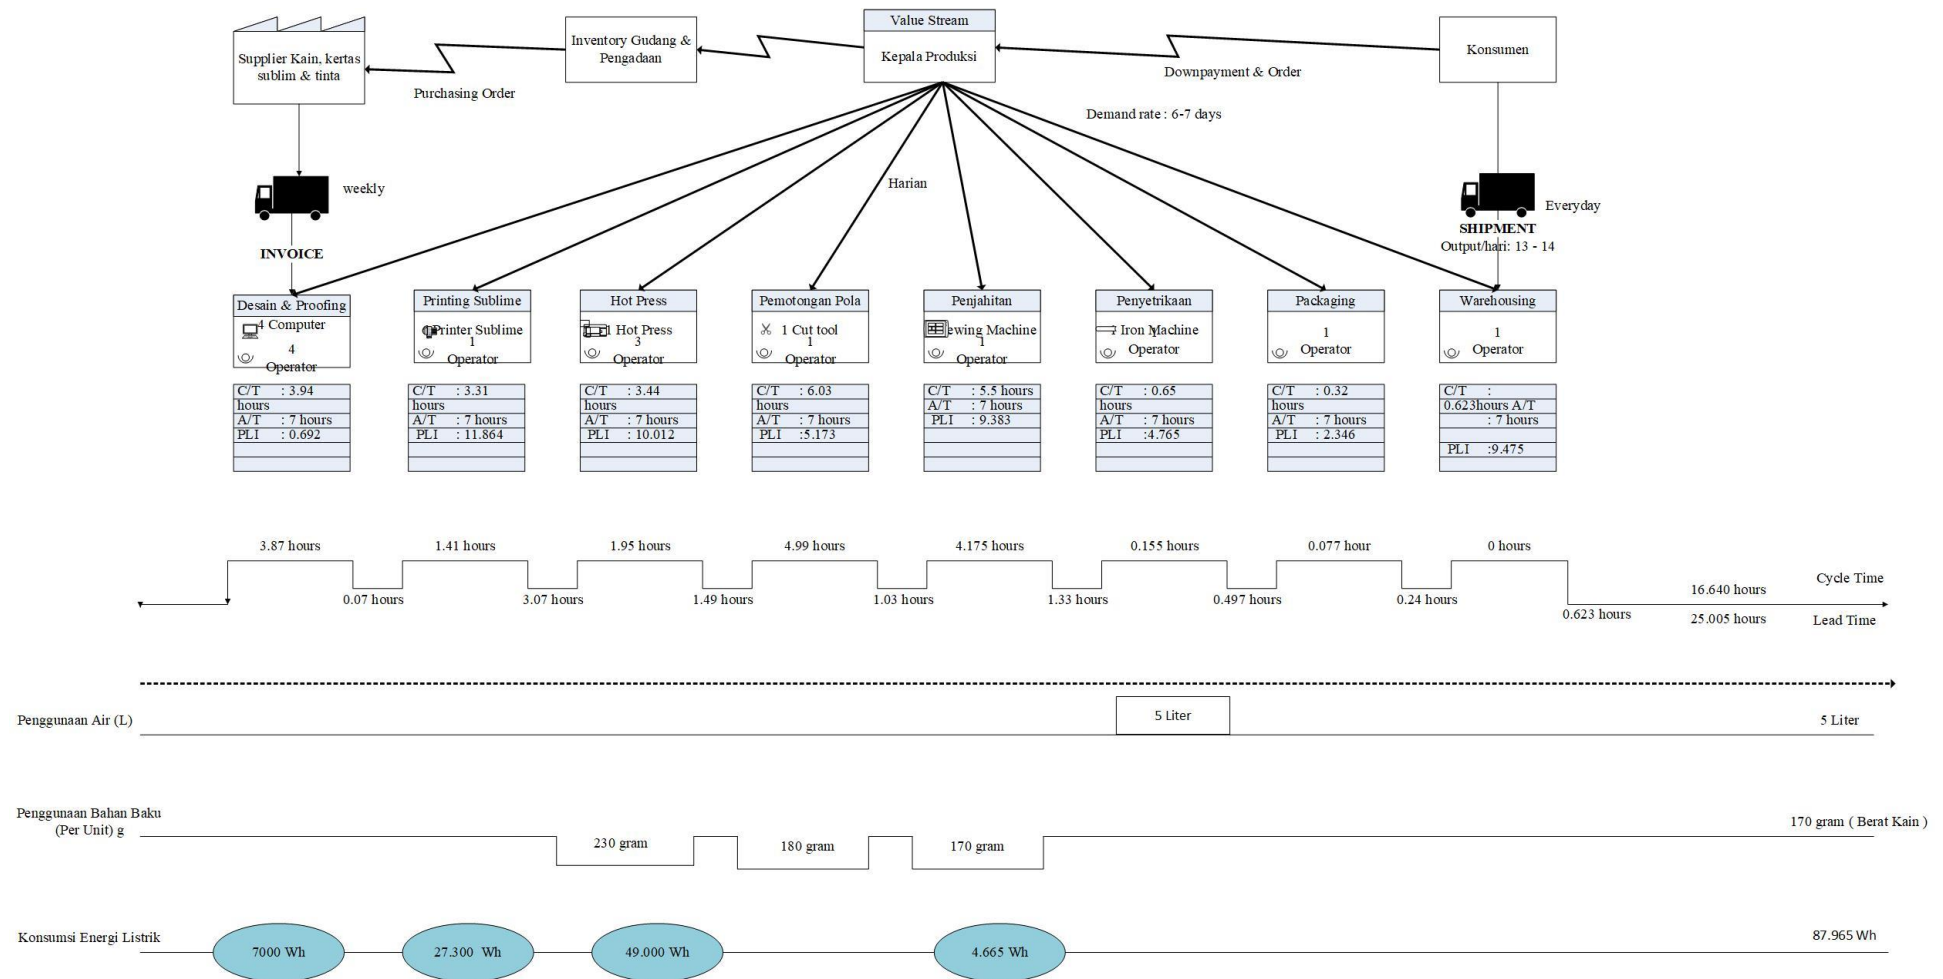 Value Stream
Supplier Kain, kertas
sublim & tinta
Inventory Gudang &
Pengadaan
Kepala Produksi
Konsumen
Purchasing Order
Downpayment & Order
Demand rate : 6-7 days
weekly
Harian
Everyday
INVOICE
SHIPMENT
Output/hari: 13 - 14
Desain & Proofing
4 Computer
4
Operator
C/T : 3.94
hours
A/T : 7 hours
PLI : 0.692
Printing Sublime
Printer Sublime
1
Operator
C/T : 3.31
hours
A/T : 7 hours
PLI : 11.864
Hot Press
1 Hot Press
3
Operator
C/T : 3.44
hours
A/T : 7 hours
PLI : 10.012
Pemotongan Pola
1 Cut tool
1
Operator
C/T : 6.03
hours
A/T : 7 hours
PLI :5.173
Penjahitan
ewing Machine
1
Operator
C/T : 5.5 hours
A/T : 7 hours
PLI : 9.383
Penyetrikaan
Iron Machine
Operator
C/T : 0.65
hours
A/T : 7 hours
PLI :4.765
Packaging
1
Operator
C/T : 0.32
hours
A/T : 7 hours
PLI : 2.346
Warehousing
1
Operator
C/T :
0.623hours A/T
: 7 hours
PLI :9.475
3.87 hours
1.41 hours
1.95 hours
4.99 hours
4.175 hours
0.155 hours
0.077 hour
0 hours
0.07 hours
3.07 hours
1.49 hours
1.03 hours
1.33 hours
0.497 hours
0.24 hours
0.623 hours
16.640 hours
Cycle Time
25.005 hours
Lead Time
Penggunaan Air (L)
5 Liter
5 Liter
Penggunaan Bahan Baku
(Per Unit) g
230 gram
180 gram
170 gram
170 gram ( Berat Kain )
Konsumsi Energi Listrik
7000 Wh
27.300 Wh
49.000 Wh
4.665 Wh
87.965 Wh